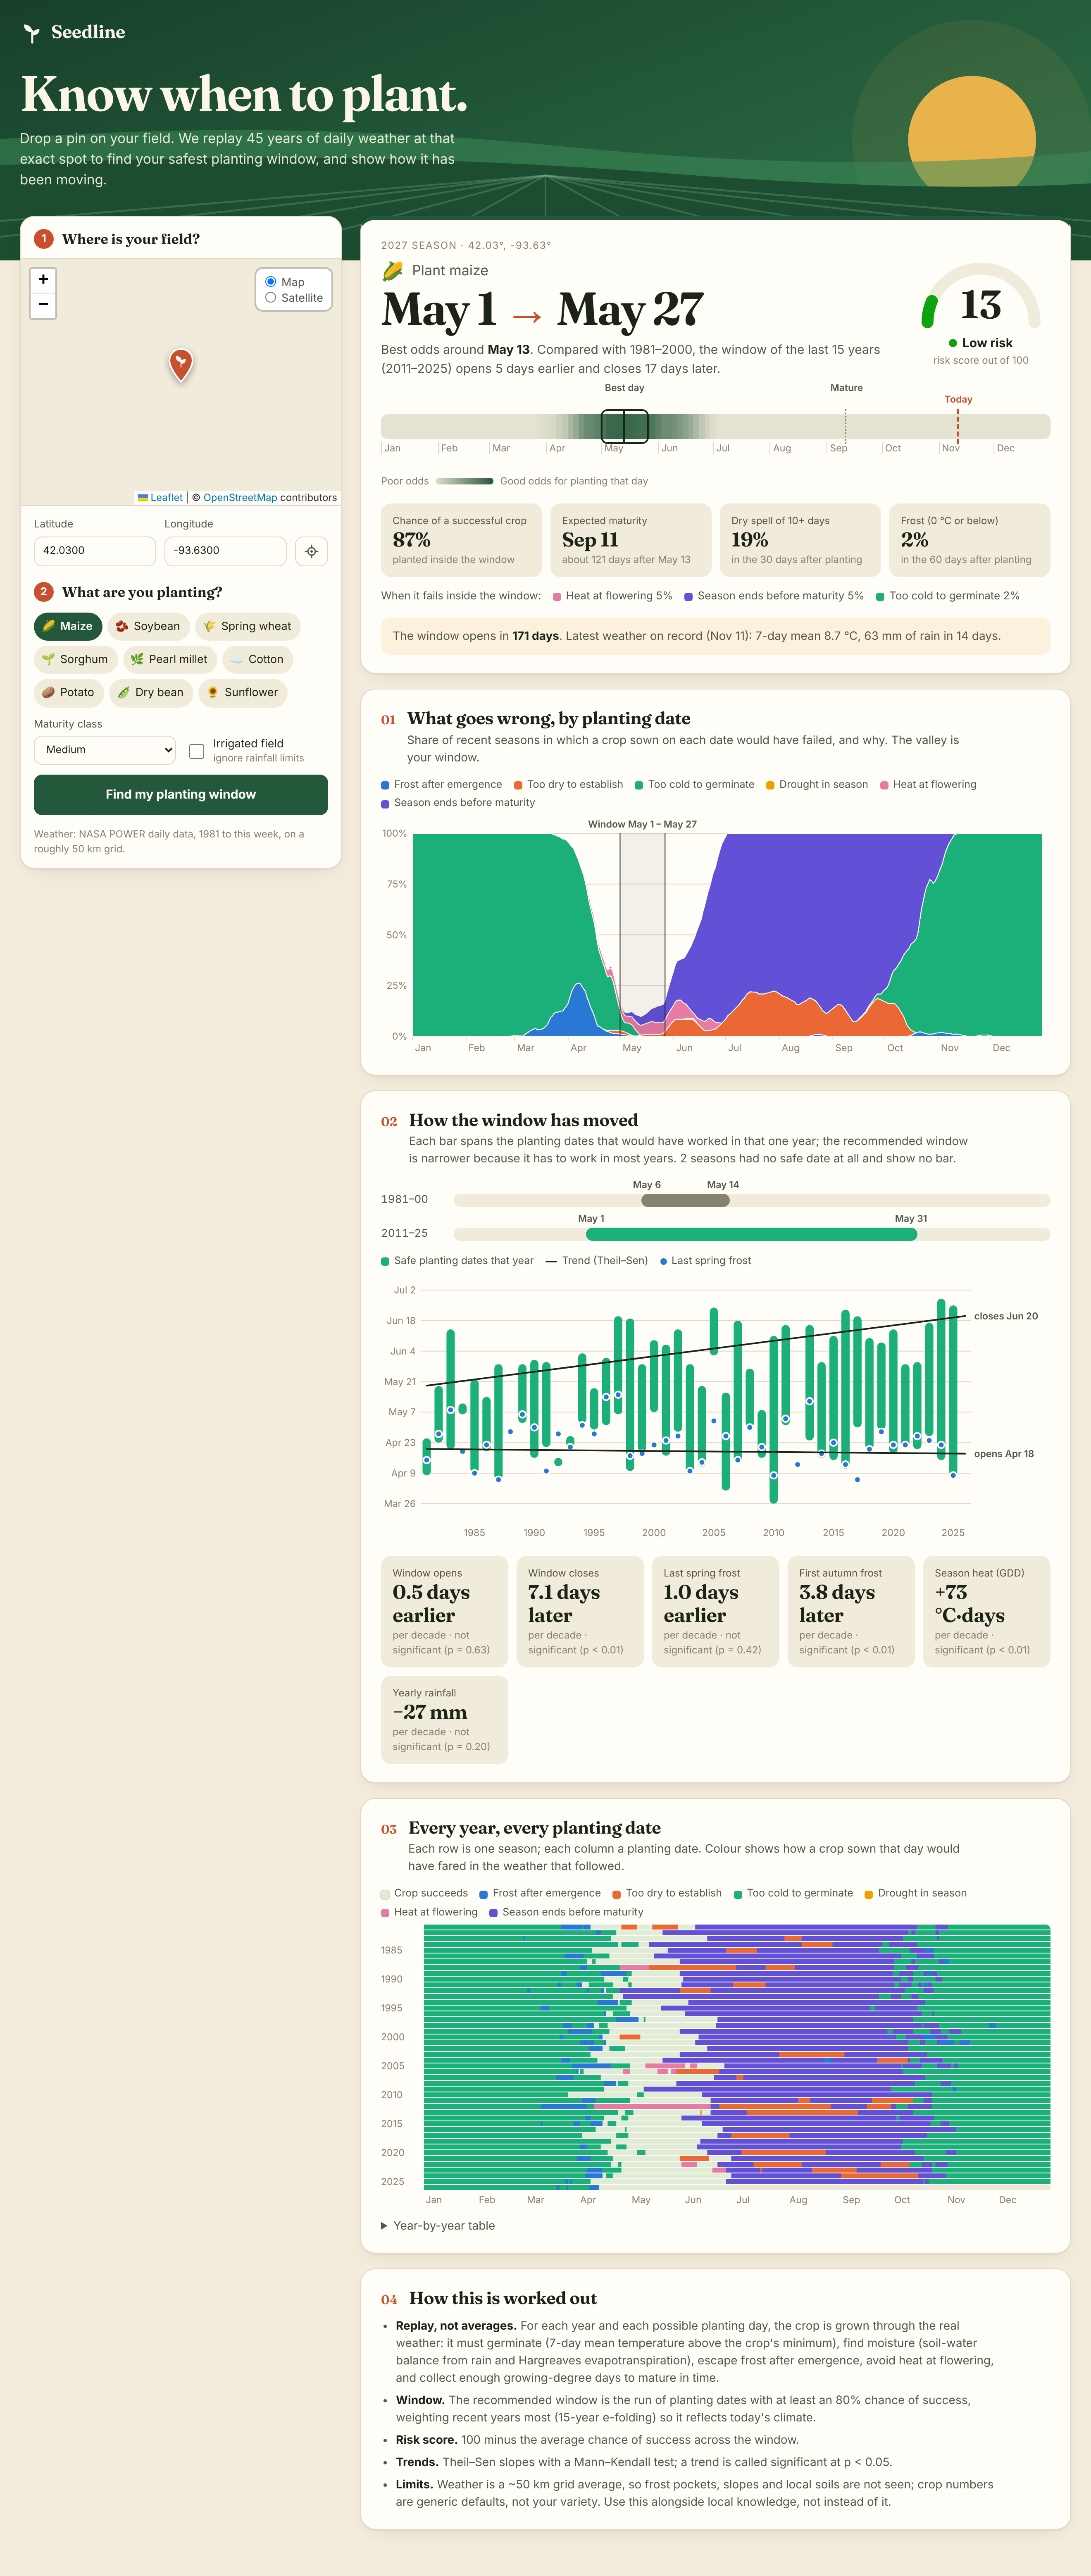 Seedline
Know when to plant.
Drop a pin on your field. We replay 45 years of daily weather at that
exact spot to find your safest planting window, and show how it has
been moving.
1 Where is your field?
+
−
Map
Satellite
Leaflet | © OpenStreetMap contributors
Latitude Longitude
42.0300 -93.6300
2 What are you planting?
Maize Soybean Spring wheat
Sorghum Pearl millet Cotton
Potato Dry bean Sunflower
Maturity class
Medium Irrigated field
ignore rainfall limits
Find my planting window
Weather: NASA POWER daily data, 1981 to this week, on a
roughly 50 km grid.
2027 SEASON · 42.03°, -93.63°
Plant maize
May 1 → May 27
Best odds around May 13. Compared with 1981–2000, the window of the last 15 years
(2011–2025) opens 5 days earlier and closes 17 days later.
13
Low risk
risk score out of 100
Best day Mature Today
Jan Feb Mar Apr May Jun Jul Aug Sep Oct Nov Dec
Poor odds Good odds for planting that day
Chance of a successful crop
87%
planted inside the window
Expected maturity
Sep 11
about 121 days after May 13
Dry spell of 10+ days
19%
in the 30 days after planting
Frost (0 °C or below)
2%
in the 60 days after planting
When it fails inside the window: Heat at flowering 5% Season ends before maturity 5% Too cold to germinate 2%
The window opens in 171 days. Latest weather on record (Nov 11): 7-day mean 8.7 °C, 63 mm of rain in 14 days.
01 What goes wrong, by planting date
Share of recent seasons in which a crop sown on each date would have failed, and why. The valley is
your window.
Frost after emergence Too dry to establish Too cold to germinate Drought in season Heat at flowering
Season ends before maturity
Window May 1 – May 27
100%
75%
50%
25%
0%
Jan Feb Mar Apr May Jun Jul Aug Sep Oct Nov Dec
02 How the window has moved
Each bar spans the planting dates that would have worked in that one year; the recommended window
is narrower because it has to work in most years. 2 seasons had no safe date at all and show no bar.
May 6 May 14
1981–00
May 1 May 31
2011–25
Safe planting dates that year Trend (Theil–Sen) Last spring frost
Jul 2
closes Jun 20
Jun 18
Jun 4
May 21
May 7
Apr 23
opens Apr 18
Apr 9
Mar 26
1985 1990 1995 2000 2005 2010 2015 2020 2025
Window opens
0.5 days
earlier
per decade · not
significant (p = 0.63)
Window closes
7.1 days
later
per decade ·
significant (p < 0.01)
Last spring frost
1.0 days
earlier
per decade · not
significant (p = 0.42)
First autumn frost
3.8 days
later
per decade ·
significant (p < 0.01)
Season heat (GDD)
+73
°C·days
per decade ·
significant (p < 0.01)
Yearly rainfall
−27 mm
per decade · not
significant (p = 0.20)
03 Every year, every planting date
Each row is one season; each column a planting date. Colour shows how a crop sown that day would
have fared in the weather that followed.
Crop succeeds Frost after emergence Too dry to establish Too cold to germinate Drought in season
Heat at flowering Season ends before maturity
1985
1990
1995
2000
2005
2010
2015
2020
2025
Jan Feb Mar Apr May Jun Jul Aug Sep Oct Nov Dec
Year-by-year table
04 How this is worked out
• Replay, not averages. For each year and each possible planting day, the crop is grown through the real
weather: it must germinate (7-day mean temperature above the crop's minimum), find moisture (soil-water
balance from rain and Hargreaves evapotranspiration), escape frost after emergence, avoid heat at flowering,
and collect enough growing-degree days to mature in time.
• Window. The recommended window is the run of planting dates with at least an 80% chance of success,
weighting recent years most (15-year e-folding) so it reflects today's climate.
• Risk score. 100 minus the average chance of success across the window.
• Trends. Theil–Sen slopes with a Mann–Kendall test; a trend is called significant at p < 0.05.
• Limits. Weather is a ~50 km grid average, so frost pockets, slopes and local soils are not seen; crop numbers
are generic defaults, not your variety. Use this alongside local knowledge, not instead of it.